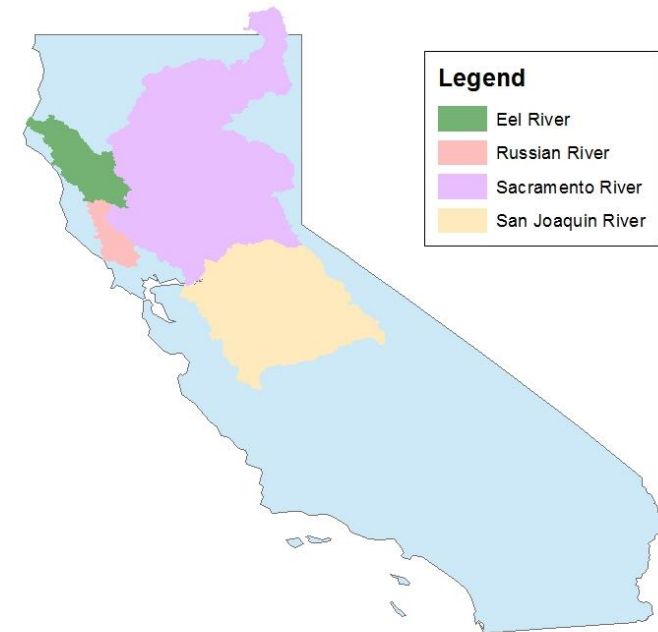 Legend
Eel River
Russian River
Sacramento River
San Joaquin River